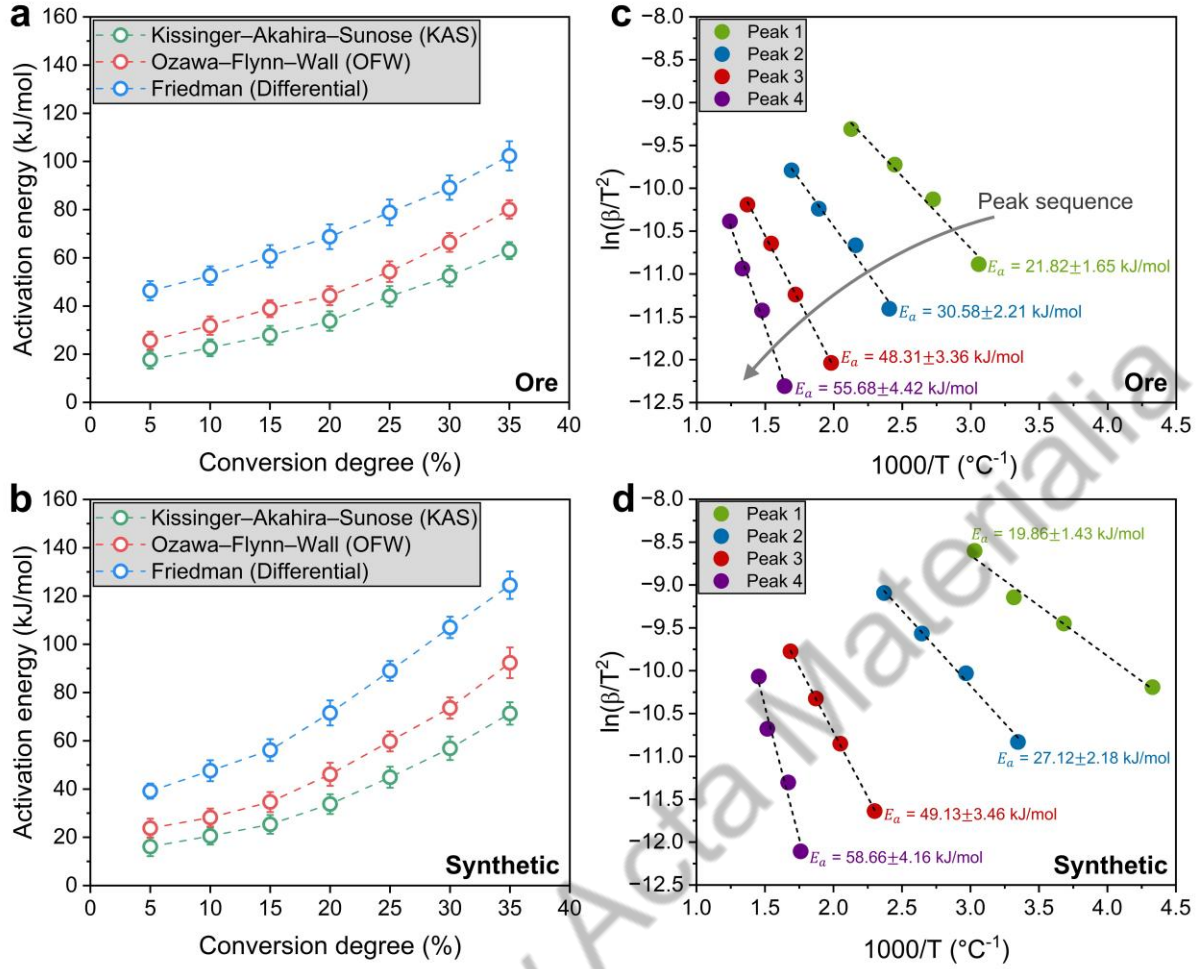 a
Kissinger–Akahira–Sunose (KAS)
Ozawa–Flynn–Wall (OFW)
Friedman (Differential)
160
140
120
100
80
60
40
20
0
Activation energy (kJ/mol)
Ore
0 5 10 15 20 25 30 35 40
Conversion degree (%)
c
Peak 1
Peak 2
Peak 3
Peak 4
−8.0
−8.5
−9.0
−9.5
−10.0
−10.5
−11.0
−11.5
−12.0
−12.5
ln(β/T²)
Peak sequence
Eₐ = 21.82±1.65 kJ/mol
Eₐ = 30.58±2.21 kJ/mol
Eₐ = 48.31±3.36 kJ/mol
Eₐ = 55.68±4.42 kJ/mol
Ore
1.0 1.5 2.0 2.5 3.0 3.5 4.0 4.5
1000/T (°C⁻¹)
b
Kissinger–Akahira–Sunose (KAS)
Ozawa–Flynn–Wall (OFW)
Friedman (Differential)
160
140
120
100
80
60
40
20
0
Activation energy (kJ/mol)
Synthetic
0 5 10 15 20 25 30 35 40
Conversion degree (%)
d
Peak 1
Peak 2
Peak 3
Peak 4
−8.0
−8.5
−9.0
−9.5
−10.0
−10.5
−11.0
−11.5
−12.0
−12.5
ln(β/T²)
Eₐ = 19.86±1.43 kJ/mol
Eₐ = 27.12±2.18 kJ/mol
Eₐ = 49.13±3.46 kJ/mol
Eₐ = 58.66±4.16 kJ/mol
Synthetic
1.0 1.5 2.0 2.5 3.0 3.5 4.0 4.5
1000/T (°C⁻¹)
Acta Materialia